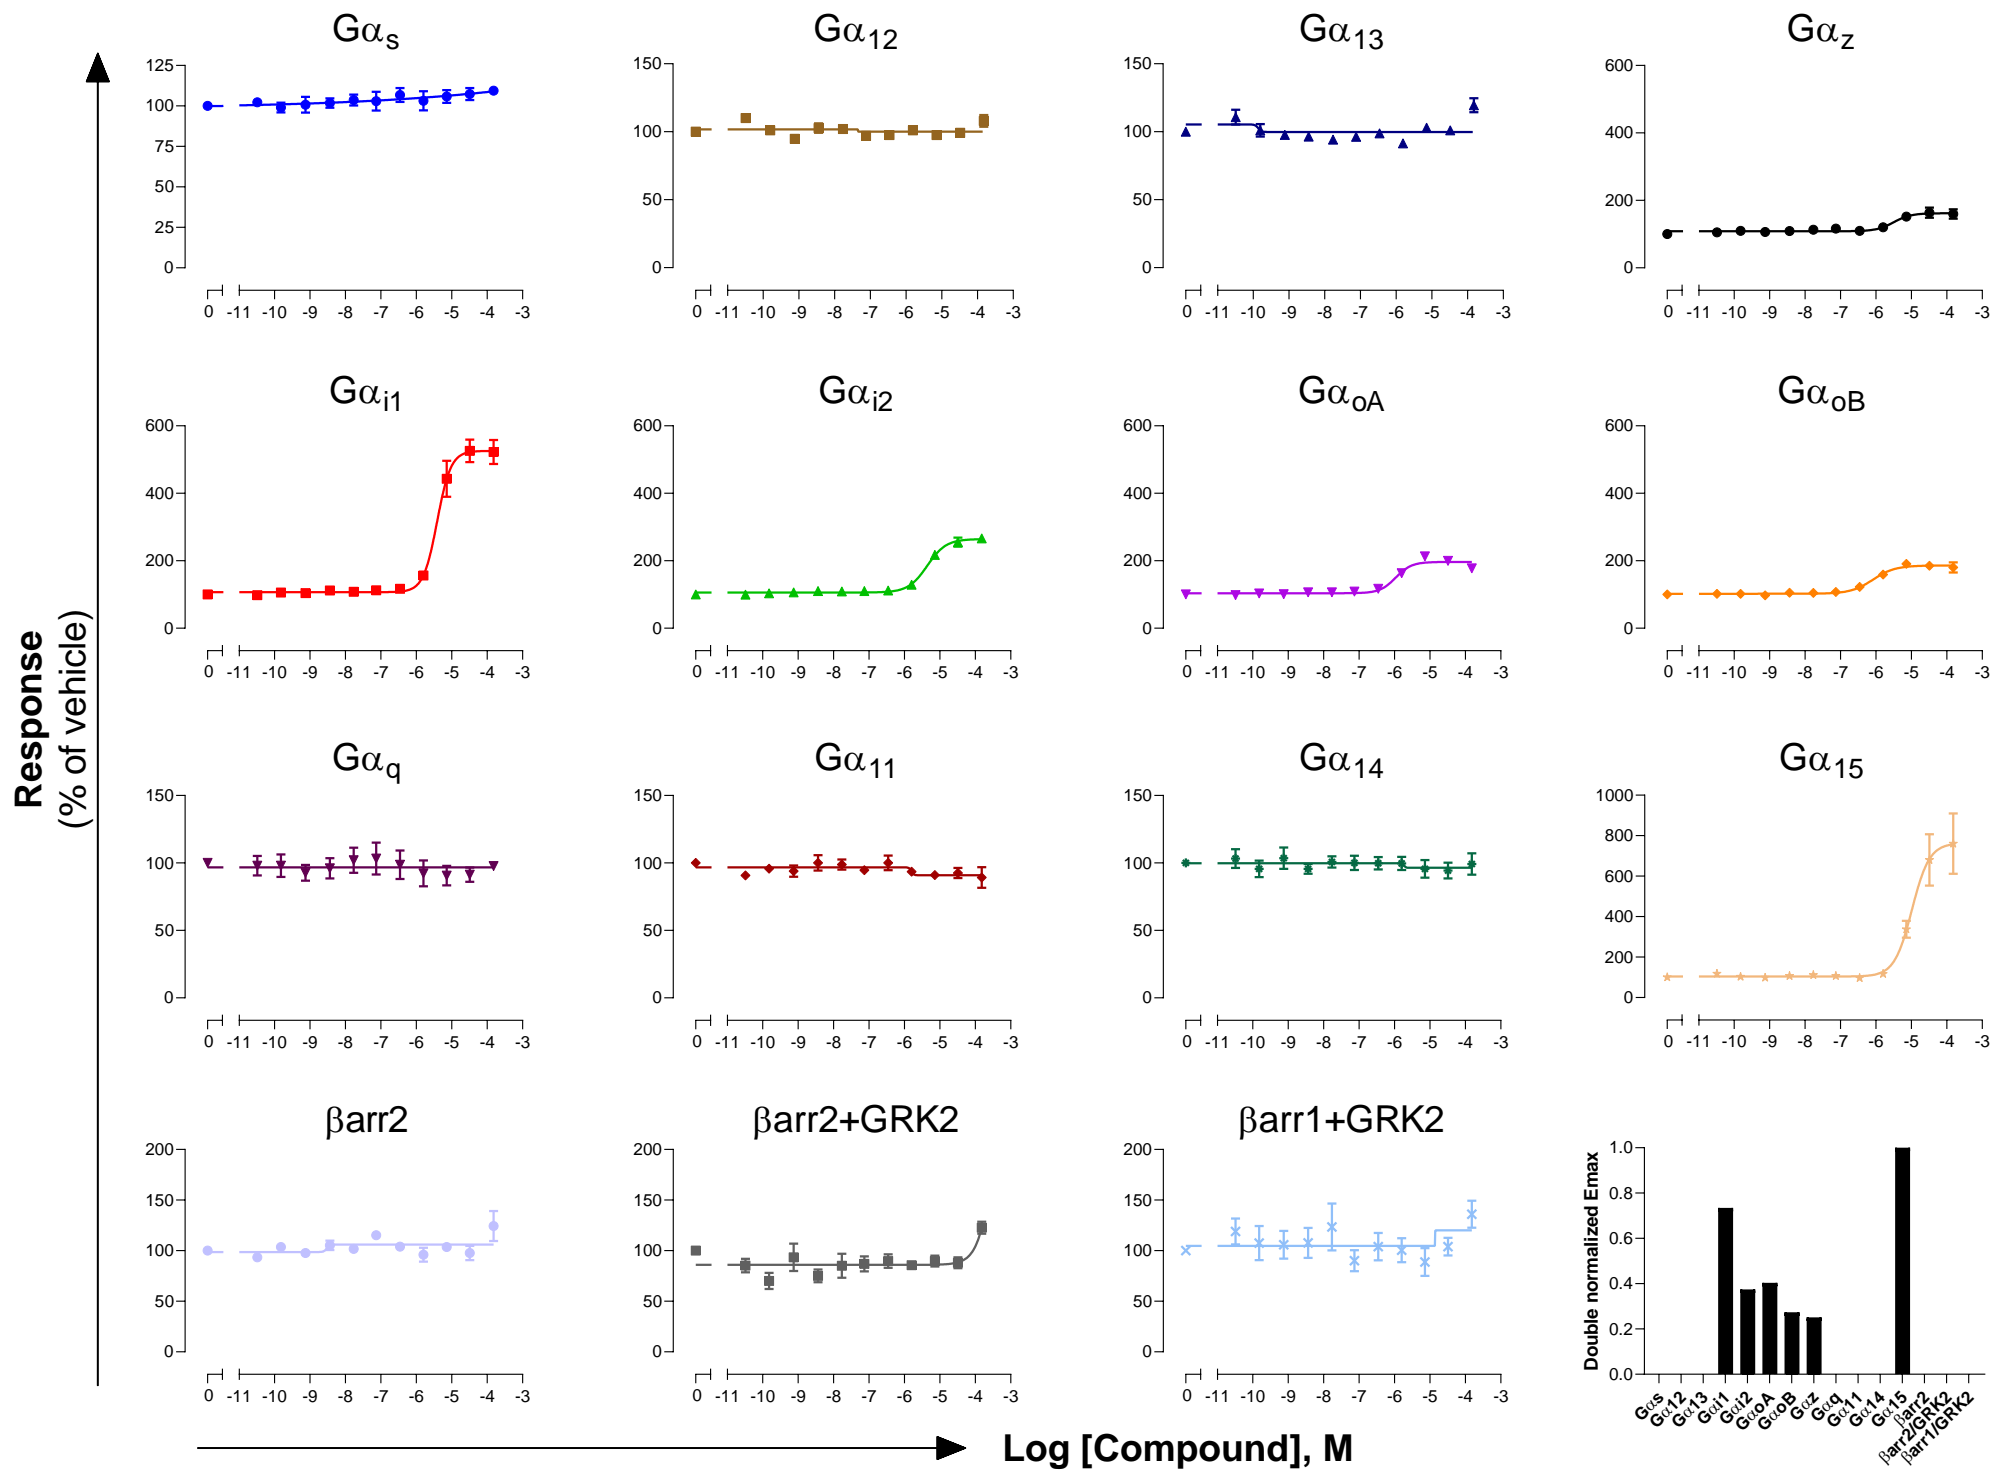 Gαs
Gα12
Gα13
Gαz
125
100
75
50
25
0
0 -11 -10 -9 -8 -7 -6 -5 -4 -3
150
100
50
0
0 -11 -10 -9 -8 -7 -6 -5 -4 -3
150
100
50
0
0 -11 -10 -9 -8 -7 -6 -5 -4 -3
600
400
200
0
0 -11 -10 -9 -8 -7 -6 -5 -4 -3
Gαi1
Gαi2
GαoA
GαoB
600
400
200
0
0 -11 -10 -9 -8 -7 -6 -5 -4 -3
600
400
200
0
0 -11 -10 -9 -8 -7 -6 -5 -4 -3
600
400
200
0
0 -11 -10 -9 -8 -7 -6 -5 -4 -3
600
400
200
0
0 -11 -10 -9 -8 -7 -6 -5 -4 -3
Response
(% of vehicle)
Gαq
Gα11
Gα14
Gα15
150
100
50
0
0 -11 -10 -9 -8 -7 -6 -5 -4 -3
150
100
50
0
0 -11 -10 -9 -8 -7 -6 -5 -4 -3
150
100
50
0
0 -11 -10 -9 -8 -7 -6 -5 -4 -3
1000
800
600
400
200
0
0 -11 -10 -9 -8 -7 -6 -5 -4 -3
βarr2
βarr2+GRK2
βarr1+GRK2
200
150
100
50
0
0 -11 -10 -9 -8 -7 -6 -5 -4 -3
200
150
100
50
0
0 -11 -10 -9 -8 -7 -6 -5 -4 -3
200
150
100
50
0
0 -11 -10 -9 -8 -7 -6 -5 -4 -3
Double normalized Emax
1.0
0.8
0.6
0.4
0.2
0.0
Gαs
Gα12
Gα13
Gαi1
Gαi2
GαoA
GαoB
Gαz
Gαq
Gα11
Gα14
Gα15
βarr2
βarr2/GRK2
βarr1/GRK2
Log [Compound], M